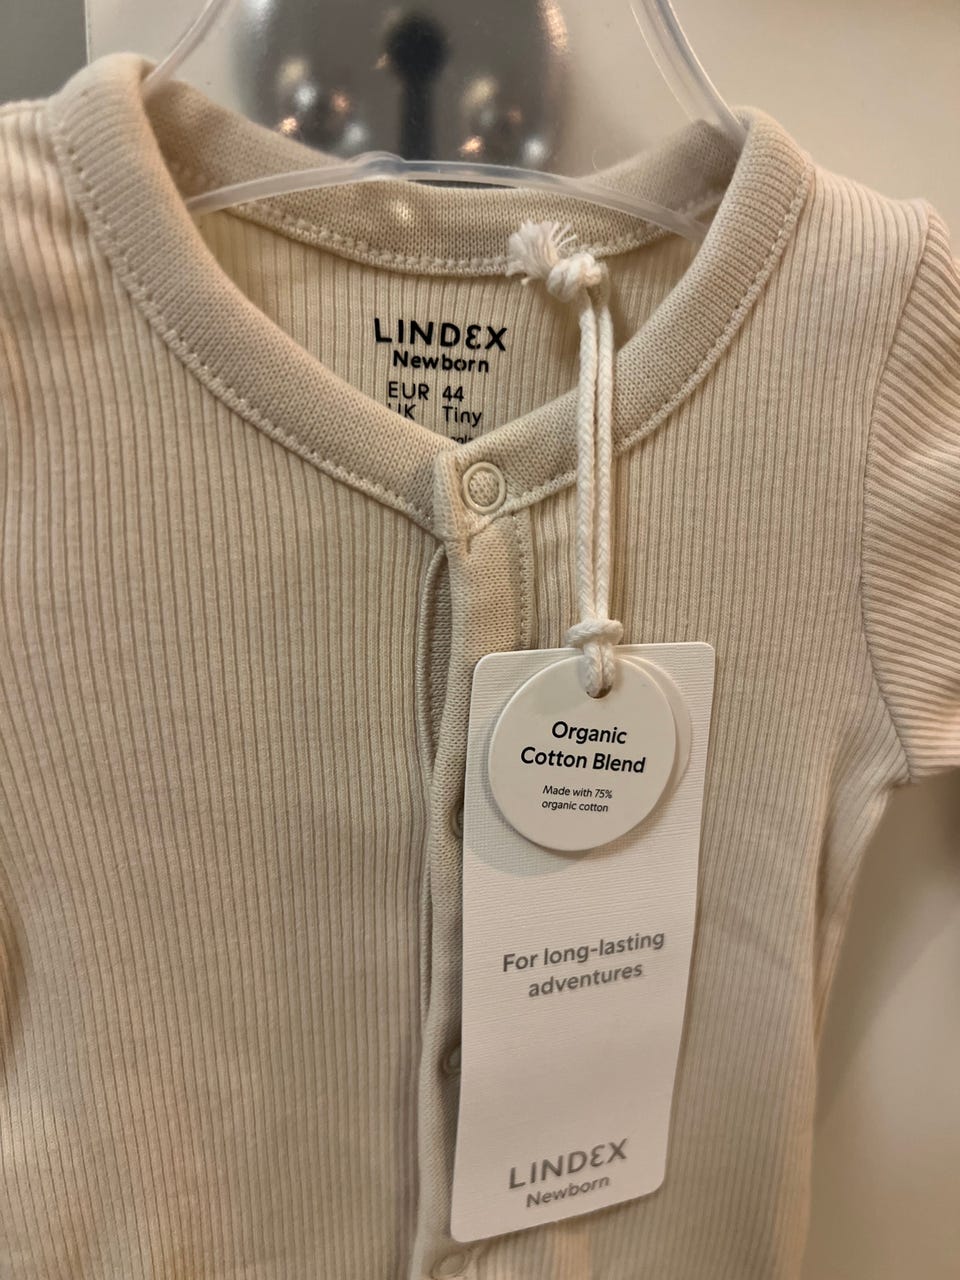 LINDEX
Newborn
EUR 44
UK Tiny
Organic
Cotton Blend
Made with 75%
organic cotton
For long-lasting
adventures
LINDEX
Newborn